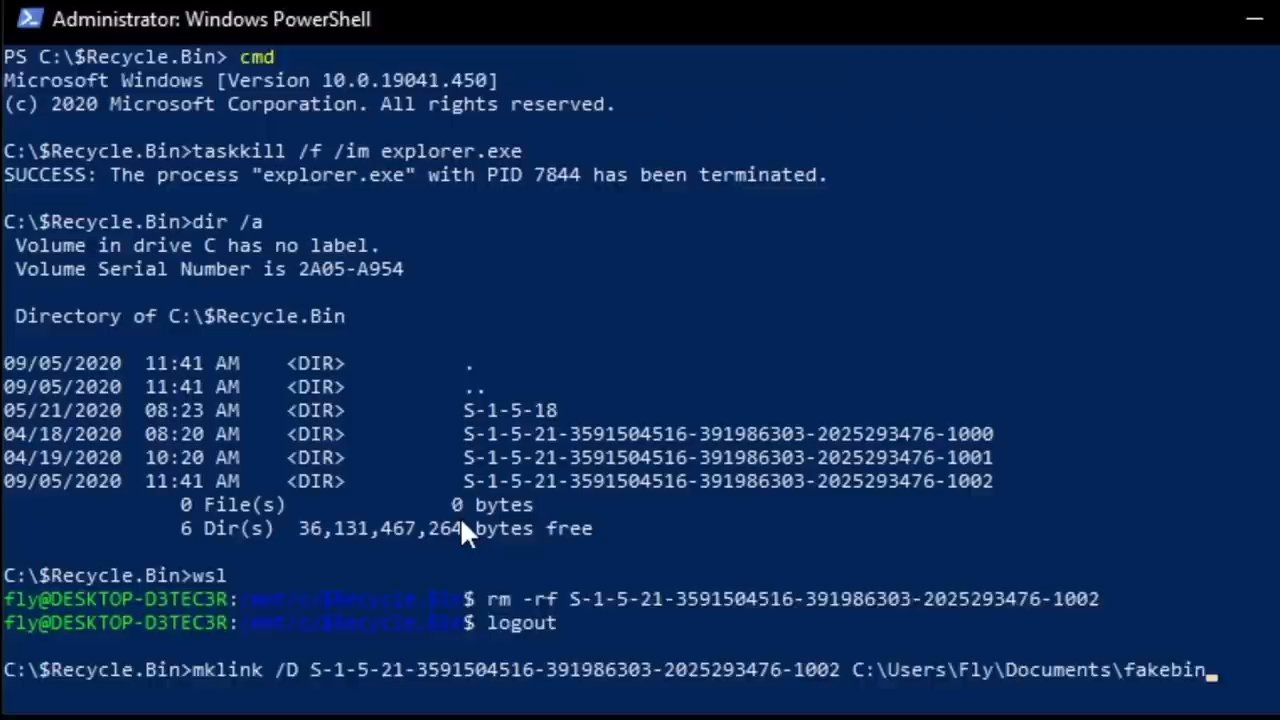 Administrator: Windows PowerShell
PS C:\$Recycle.Bin> cmd
Microsoft Windows [Version 10.0.19041.450]
(c) 2020 Microsoft Corporation. All rights reserved.
C:\$Recycle.Bin>taskkill /f /im explorer.exe
SUCCESS: The process "explorer.exe" with PID 7844 has been terminated.
C:\$Recycle.Bin>dir /a
Volume in drive C has no label.
Volume Serial Number is 2A05-A954
Directory of C:\$Recycle.Bin
09/05/2020  11:41 AM    <DIR>          .
09/05/2020  11:41 AM    <DIR>          ..
05/21/2020  08:23 AM    <DIR>          S-1-5-18
04/18/2020  08:20 AM    <DIR>          S-1-5-21-3591504516-391986303-2025293476-1000
04/19/2020  10:20 AM    <DIR>          S-1-5-21-3591504516-391986303-2025293476-1001
09/05/2020  11:41 AM    <DIR>          S-1-5-21-3591504516-391986303-2025293476-1002
0 File(s)              0 bytes
6 Dir(s)  36,131,467,264 bytes free
C:\$Recycle.Bin>wsl
fly@DESKTOP-D3TEC3R:/mnt/c/$Recycle.Bin$ rm -rf S-1-5-21-3591504516-391986303-2025293476-1002
fly@DESKTOP-D3TEC3R:/mnt/c/$Recycle.Bin$ logout
C:\$Recycle.Bin>mklink /D S-1-5-21-3591504516-391986303-2025293476-1002 C:\Users\Fly\Documents\fakebin